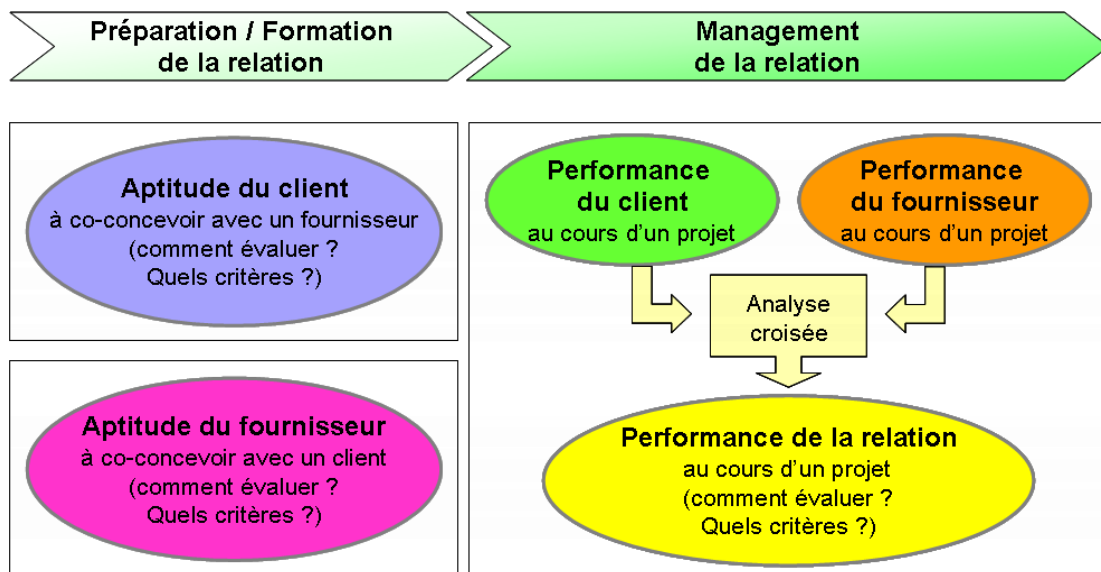 Préparation / Formation
de la relation
Management
de la relation
Aptitude du client
à co-concevoir avec un fournisseur
(comment évaluer ?
Quels critères ?)
Aptitude du fournisseur
à co-concevoir avec un client
(comment évaluer ?
Quels critères ?)
Performance
du client
au cours d'un projet
Performance
du fournisseur
au cours d'un projet
Analyse
croisée
Performance de la relation
au cours d'un projet
(comment évaluer ?
Quels critères ?)